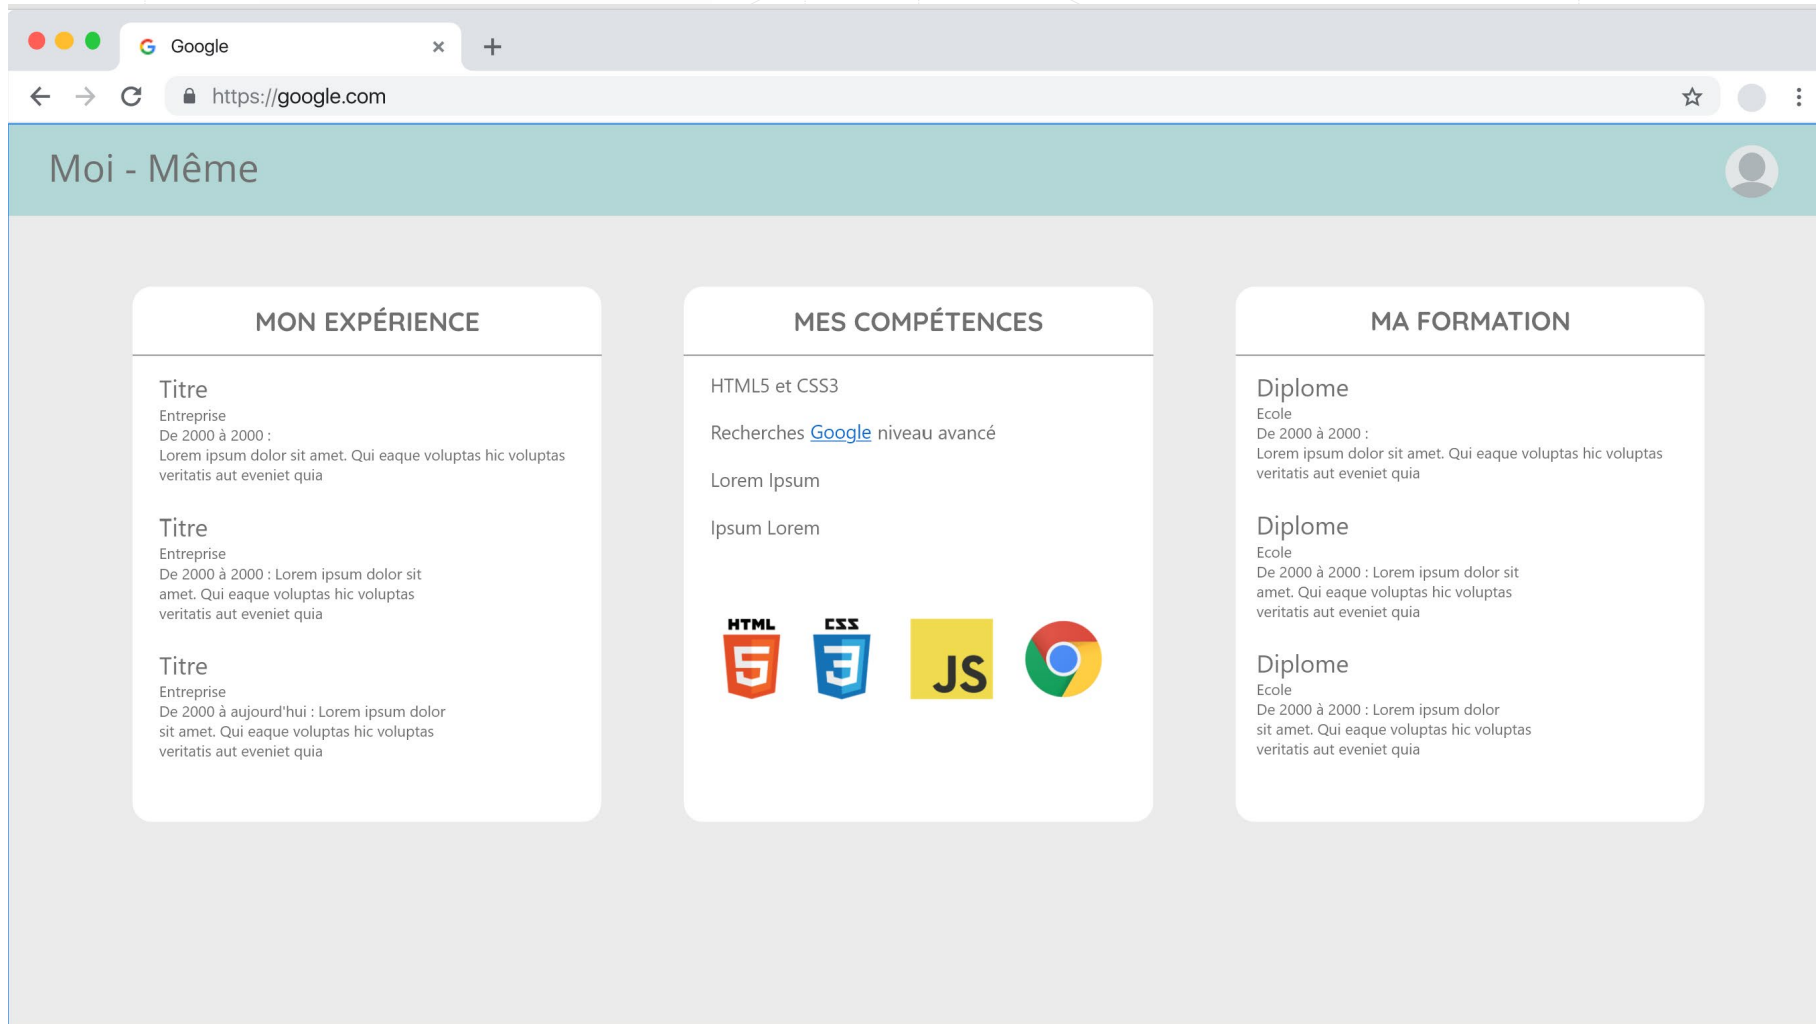 Google
https://google.com
Moi - Même
MON EXPÉRIENCE
Titre
Entreprise
De 2000 à 2000 :
Lorem ipsum dolor sit amet. Qui eaque voluptas hic voluptas
veritatis aut eveniet quia
Titre
Entreprise
De 2000 à 2000 : Lorem ipsum dolor sit
amet. Qui eaque voluptas hic voluptas
veritatis aut eveniet quia
Titre
Entreprise
De 2000 à aujourd'hui : Lorem ipsum dolor
sit amet. Qui eaque voluptas hic voluptas
veritatis aut eveniet quia
MES COMPÉTENCES
HTML5 et CSS3
Recherches Google niveau avancé
Lorem Ipsum
Ipsum Lorem
HTML CSS
5 3 JS
MA FORMATION
Diplome
Ecole
De 2000 à 2000 :
Lorem ipsum dolor sit amet. Qui eaque voluptas hic voluptas
veritatis aut eveniet quia
Diplome
Ecole
De 2000 à 2000 : Lorem ipsum dolor sit
amet. Qui eaque voluptas hic voluptas
veritatis aut eveniet quia
Diplome
Ecole
De 2000 à 2000 : Lorem ipsum dolor
sit amet. Qui eaque voluptas hic voluptas
veritatis aut eveniet quia